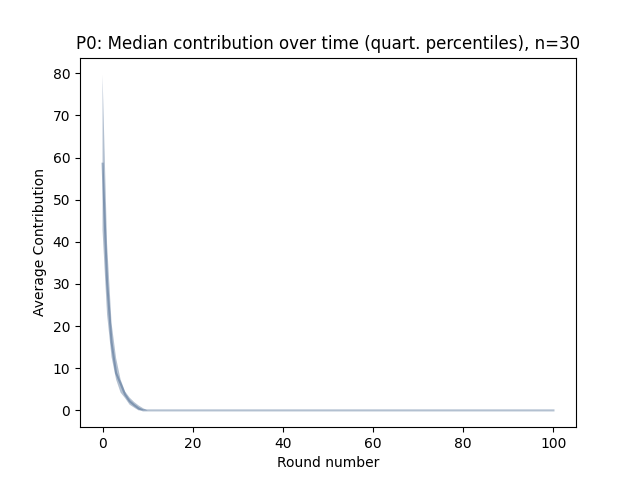 P0: Median contribution over time (quart. percentiles), n=30
80
70
60
50
40
30
20
10
0
Average Contribution
0 20 40 60 80 100
Round number